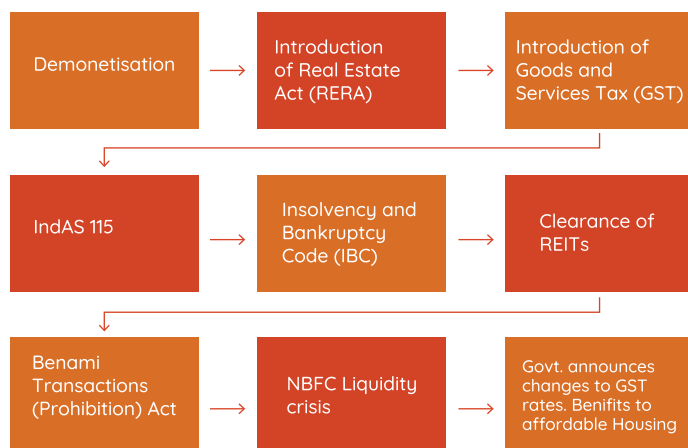 Demonetisation
Introduction
of Real Estate
Act (RERA)
Introduction of
Goods and
Services Tax (GST)
IndAS 115
Insolvency and
Bankruptcy
Code (IBC)
Clearance of
REITs
Benami
Transactions
(Prohibition) Act
NBFC Liquidity
crisis
Govt. announces
changes to GST
rates. Benifits to
affordable Housing